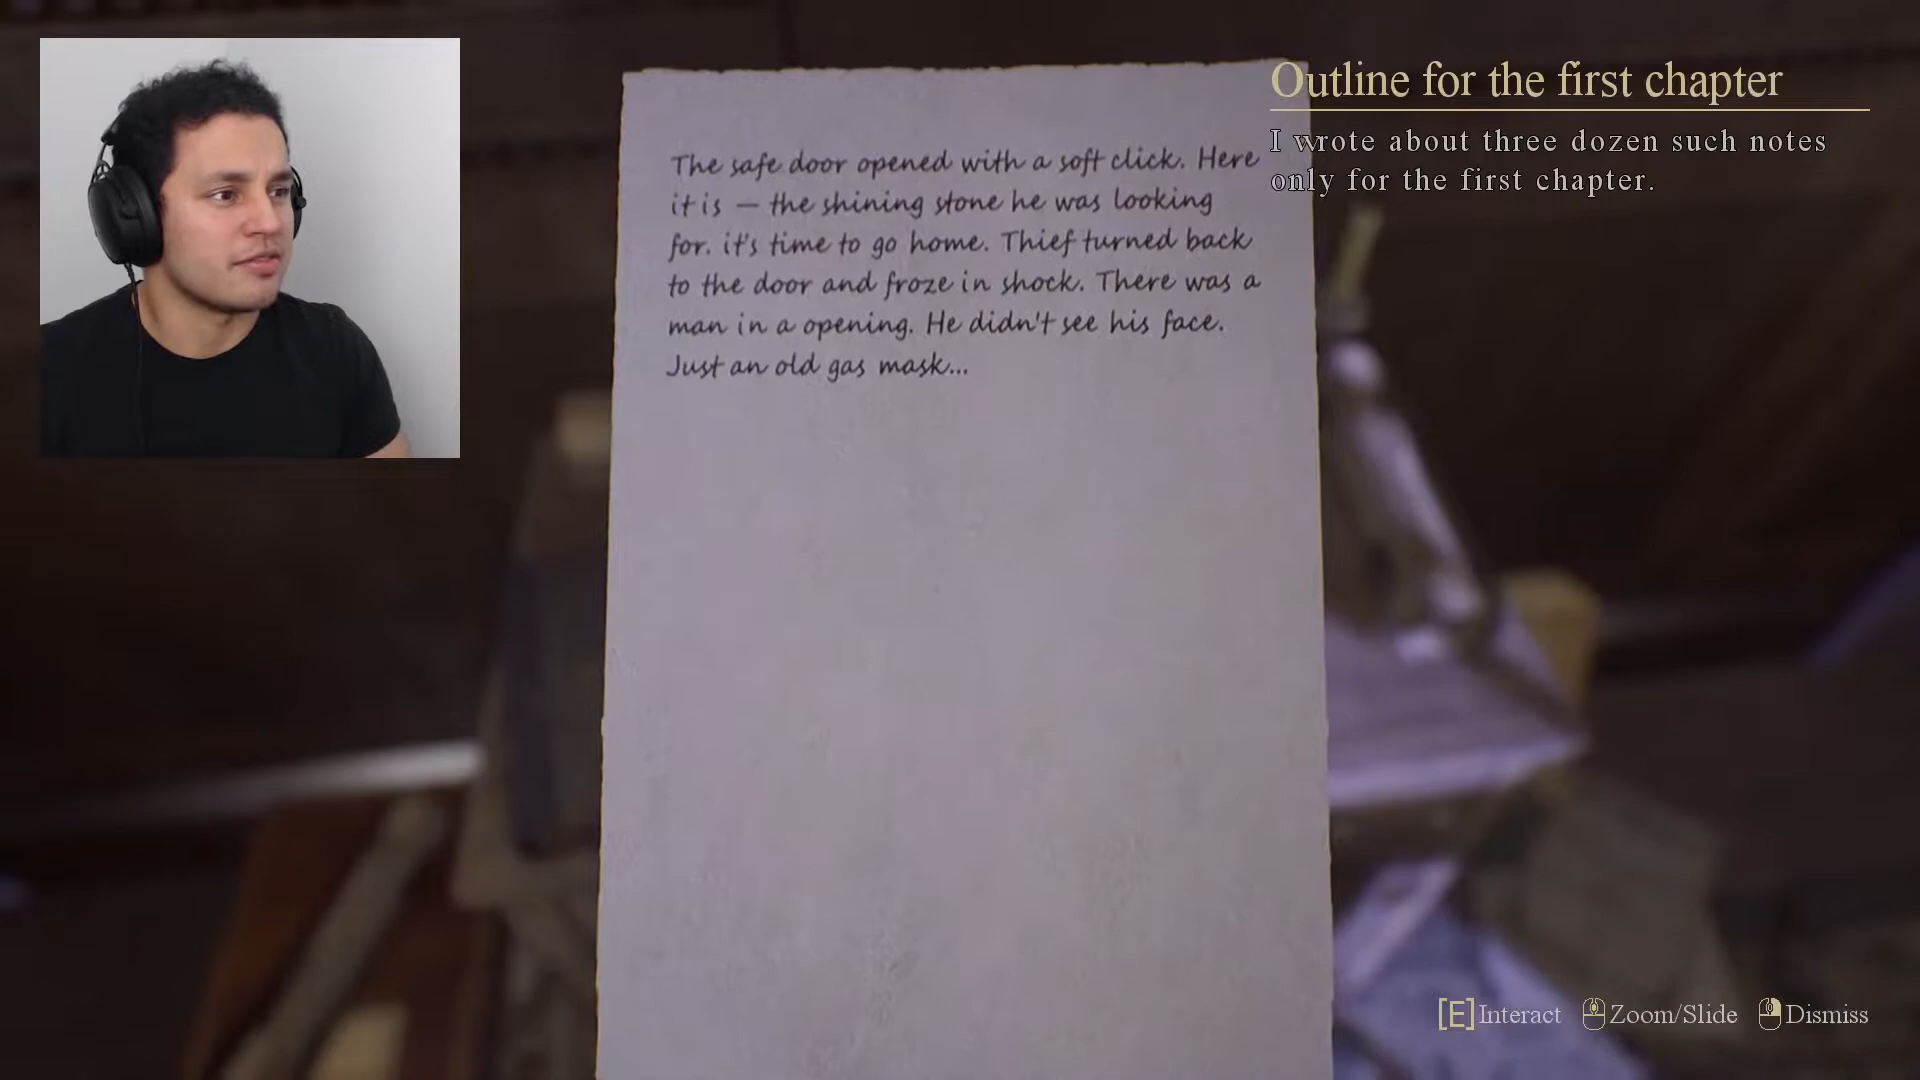 Outline for the first chapter
I wrote about three dozen such notes
only for the first chapter.
The safe door opened with a soft click. Here
it is — the shining stone he was looking
for. it's time to go home. Thief turned back
to the door and froze in shock. There was a
man in a opening. He didn't see his face.
Just an old gas mask...
[E] Interact Zoom/Slide Dismiss